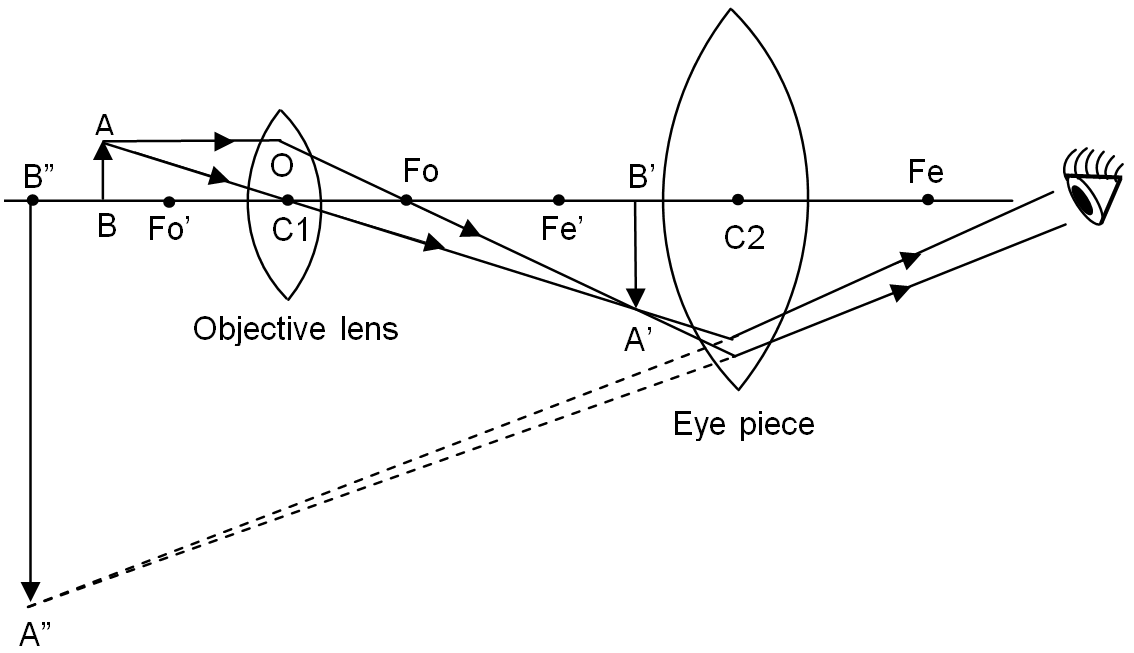 A
B”
Fo
B’
Fe
O
B
Fo’
C1
Fe’
C2
Objective lens
A’
Eye piece
A”